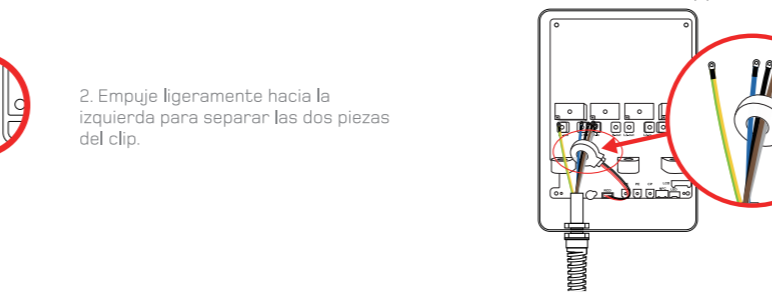 2. Empuje ligeramente hacia la
izquierda para separar las dos piezas
del clip.